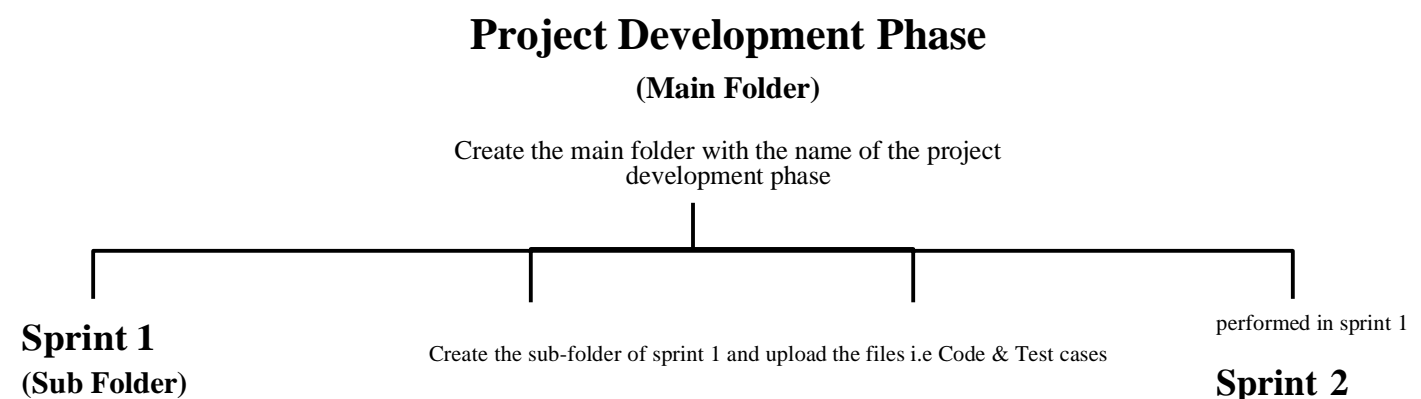 Project Development Phase
(Main Folder)
Create the main folder with the name of the project
development phase
Sprint 1
(Sub Folder)
Create the sub-folder of sprint 1 and upload the files i.e Code & Test cases
performed in sprint 1
Sprint 2